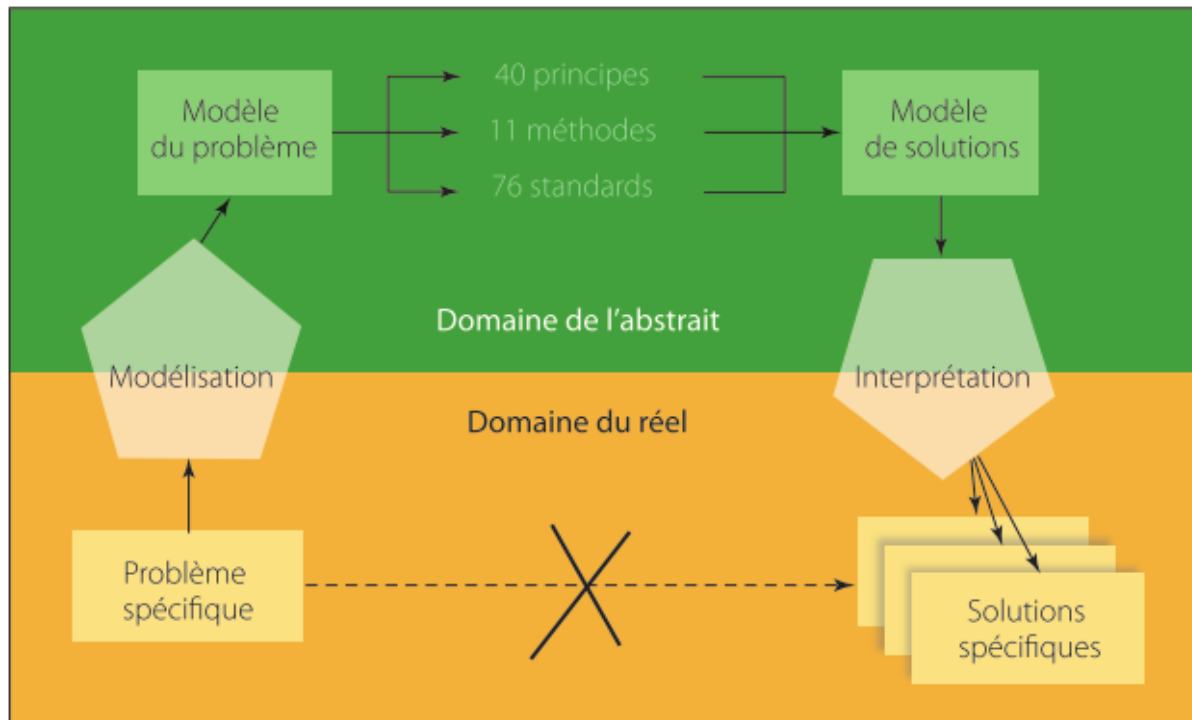 40 principes
Modèle
du problème
11 méthodes
Modèle
de solutions
76 standards
Domaine de l'abstrait
Modélisation
Interprétation
Domaine du réel
Problème
spécifique
Solutions
spécifiques